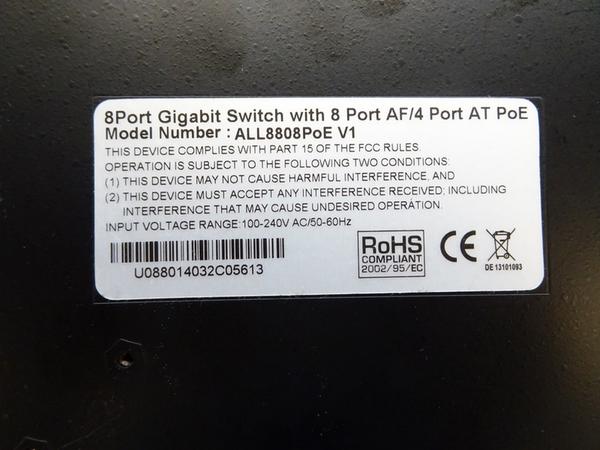 8Port Gigabit Switch with 8 Port AF/4 Port AT PoE
Model Number : ALL8808PoE V1
THIS DEVICE COMPLIES WITH PART 15 OF THE FCC RULES.
OPERATION IS SUBJECT TO THE FOLLOWING TWO CONDITIONS:
(1) THIS DEVICE MAY NOT CAUSE HARMFUL INTERFERENCE, AND
(2) THIS DEVICE MUST ACCEPT ANY INTERFERENCE RECEIVED; INCLUDING
INTERFERENCE THAT MAY CAUSE UNDESIRED OPERATION.
INPUT VOLTAGE RANGE:100-240V AC/50-60Hz
U088014032C05613
RoHS
COMPLIANT
2002/95/EC
CE
DE 13101093